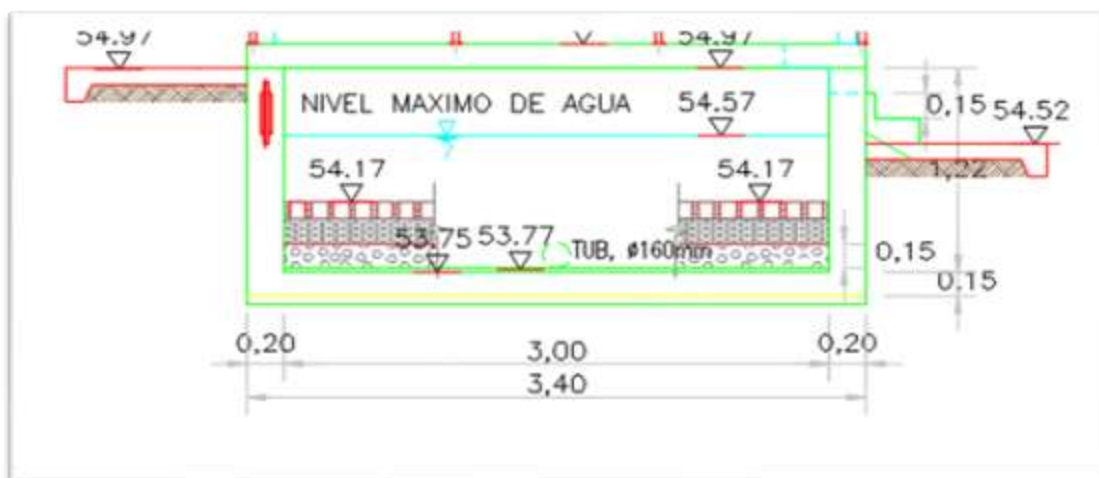 54.97 54.97
NIVEL MAXIMO DE AGUA 54.57
0,15 54.52
54.17 54.17
1,22
53.75 53.77 TUB, ø160mm 0,15
0,15
0,20 3,00 0,20
3,40